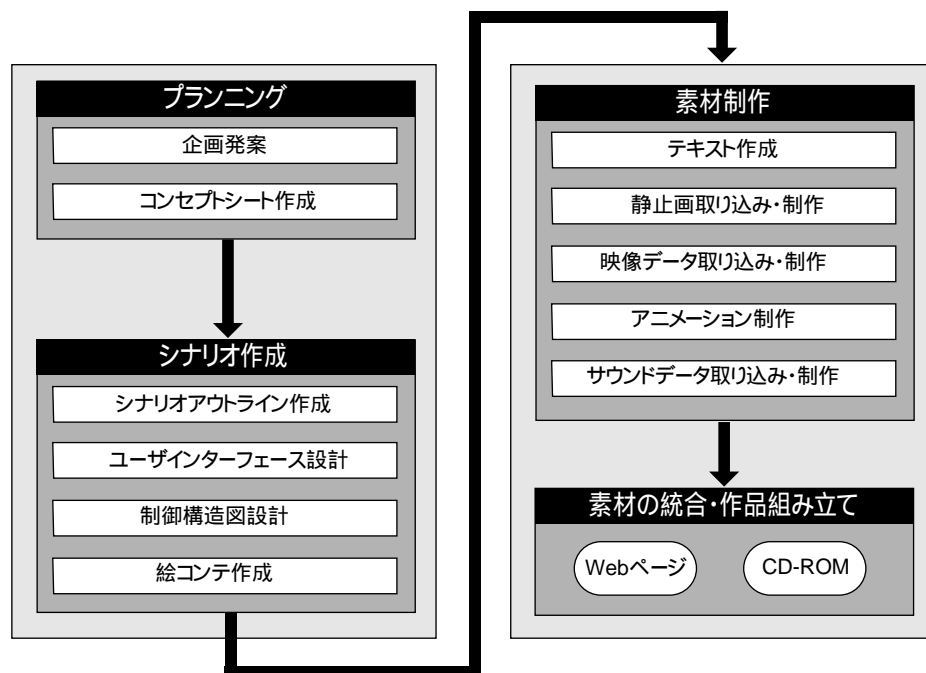 プランニング
企画発案
コンセプトシート作成
シナリオ作成
シナリオアウトライン作成
ユーザインターフェース設計
制御構造図設計
絵コンテ作成
素材制作
テキスト作成
静止画取り込み・制作
映像データ取り込み・制作
アニメーション制作
サウンドデータ取り込み・制作
素材の統合・作品組み立て
Webページ
CD-ROM